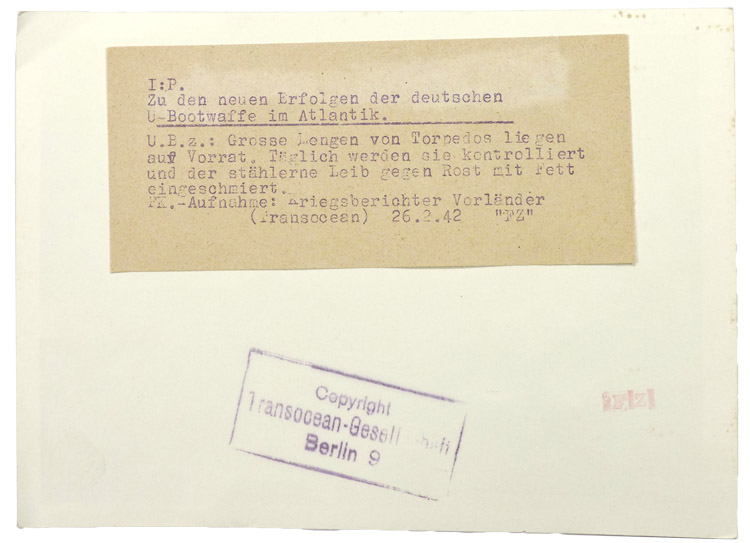 I:P.
Zu den neuen Erfolgen der deutschen
U-Bootwaffe im Atlantik.
U.B.z.: Grosse Mengen von Torpedos liegen
auf Vorrat. Täglich werden sie kontrolliert
und der stählerne Leib gegen Rost mit Fett
eingeschmiert.
PK.-Aufnahme: Kriegsberichter Vorländer
(Transocean) 26.2.42 "FZ"
Copyright
Transocean-Gesellschaft
Berlin 9